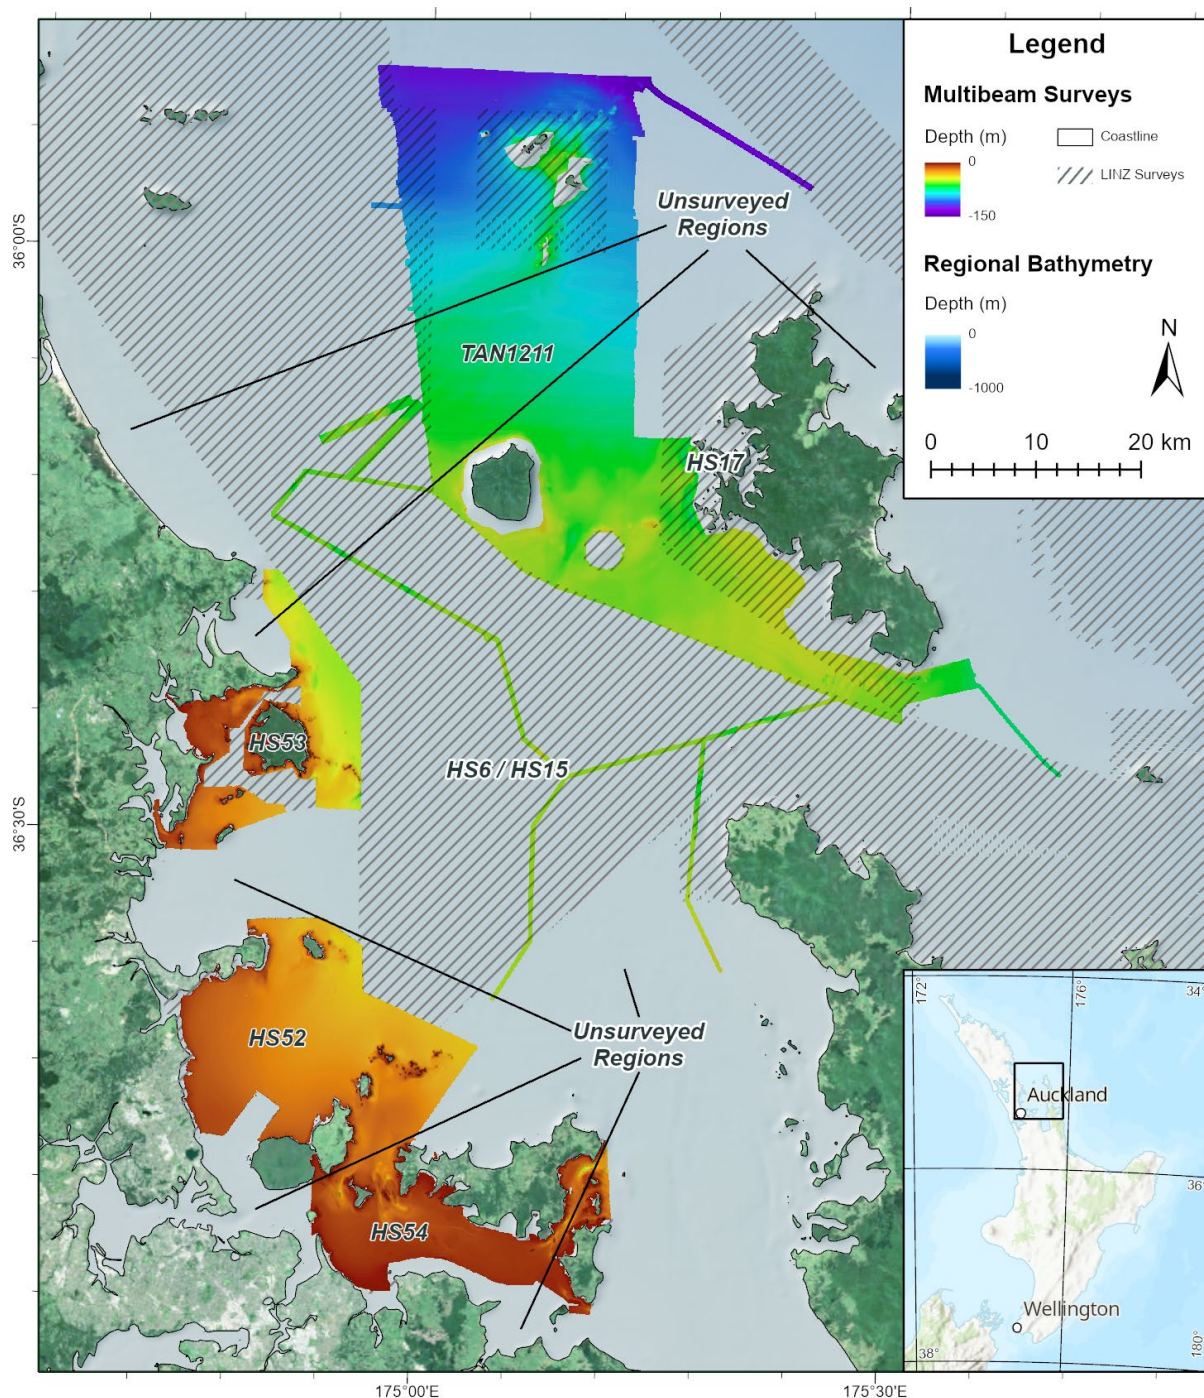 Legend
Multibeam Surveys
Depth (m)
0
-150
Coastline
LINZ Surveys
Regional Bathymetry
Depth (m)
0
-1000
N
0 10 20 km
36°00'S
36°30'S
175°00'E
175°30'E
Unsurveyed
Regions
TAN1211
HS17
HS53
HS6 / HS15
Unsurveyed
Regions
HS52
HS54
172°
176°
34°
Auckland
36°
Wellington
38°
180°